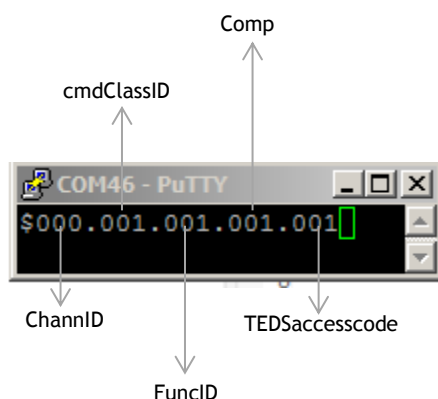 Comp
cmdClassID
COM46 - PuTTY
$000.001.001.001.001
ChannID
TEDSaccesscode
FuncID